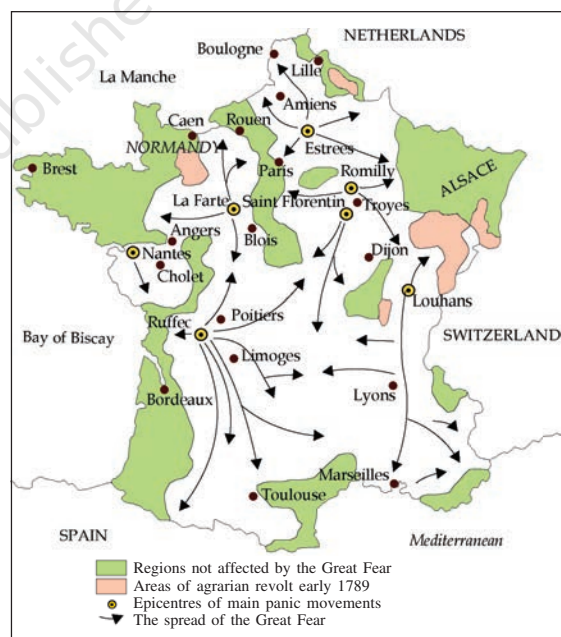 NETHERLANDS
Boulogne
Lille
La Manche
Amiens
Caen
Rouen
NORMANDY
Estrees
Brest
Paris
Romilly
ALSACE
La Farte
Saint Florentin
Troyes
Angers
Blois
Nantes
Dijon
Cholet
Louhans
Ruffec
Poitiers
Bay of Biscay
SWITZERLAND
Limoges
Lyons
Bordeaux
Marseilles
Toulouse
SPAIN
Mediterranean
Regions not affected by the Great Fear
Areas of agrarian revolt early 1789
Epicentres of main panic movements
The spread of the Great Fear